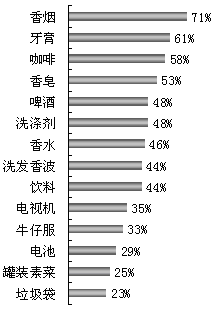 香烟 71%
牙膏 61%
咖啡 58%
香皂 53%
啤酒 48%
洗涤剂 48%
香水 46%
洗发香波 44%
饮料 44%
电视机 35%
牛仔服 33%
电池 29%
罐装素菜 25%
垃圾袋 23%